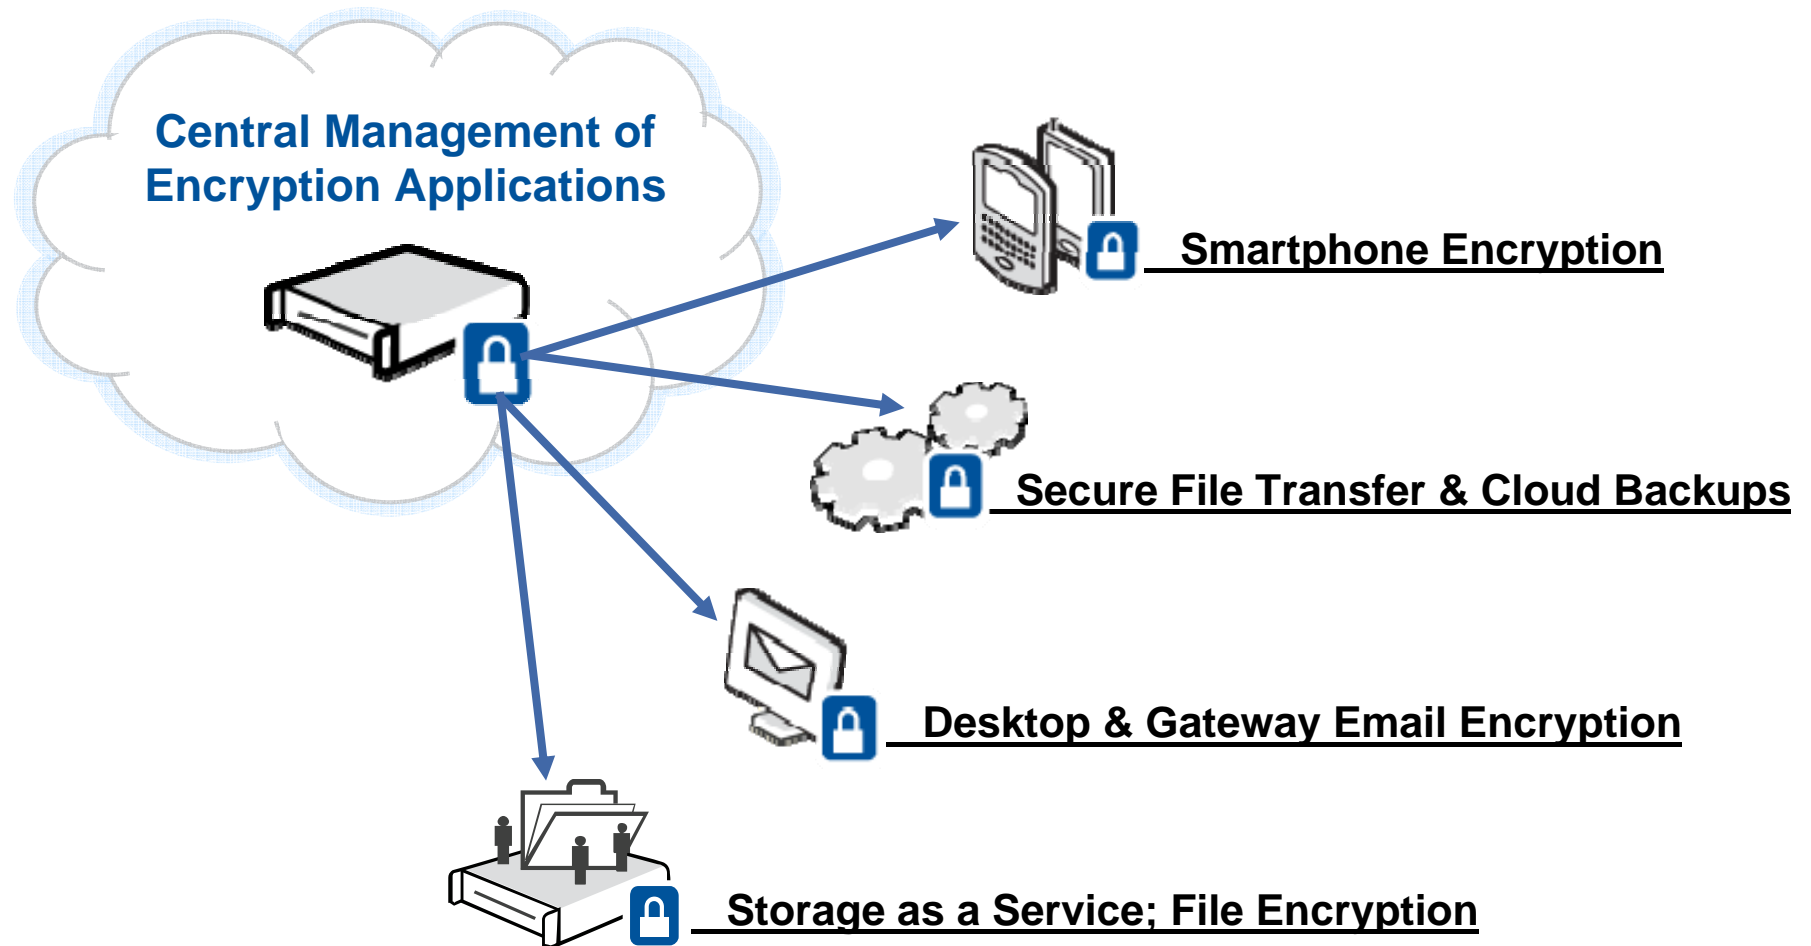 Central Management of
Encryption Applications
Smartphone Encryption
Secure File Transfer & Cloud Backups
Desktop & Gateway Email Encryption
Storage as a Service; File Encryption